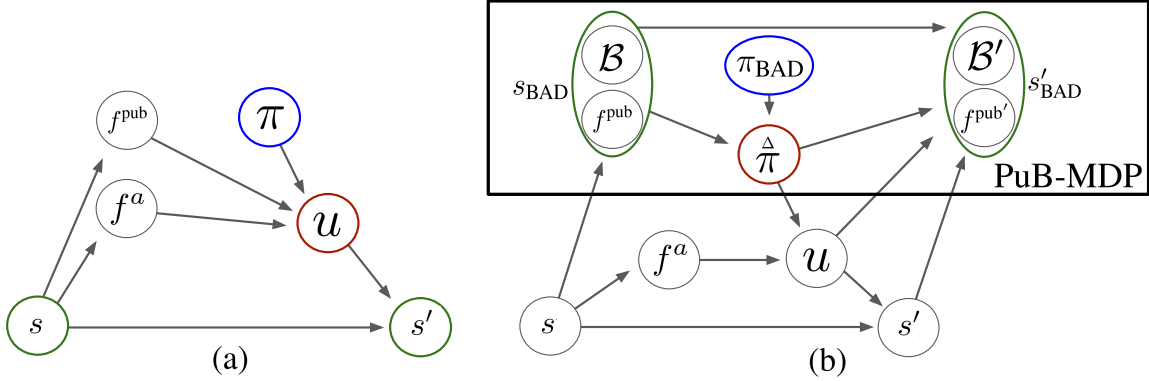 f^pub
π
f^a
u
s
s′
(a)
s_BAD
𝓑
f^pub
π_BAD
π̂^Δ
𝓑′
f^pub′
s′_BAD
PuB-MDP
f^a
u
s
s′
(b)